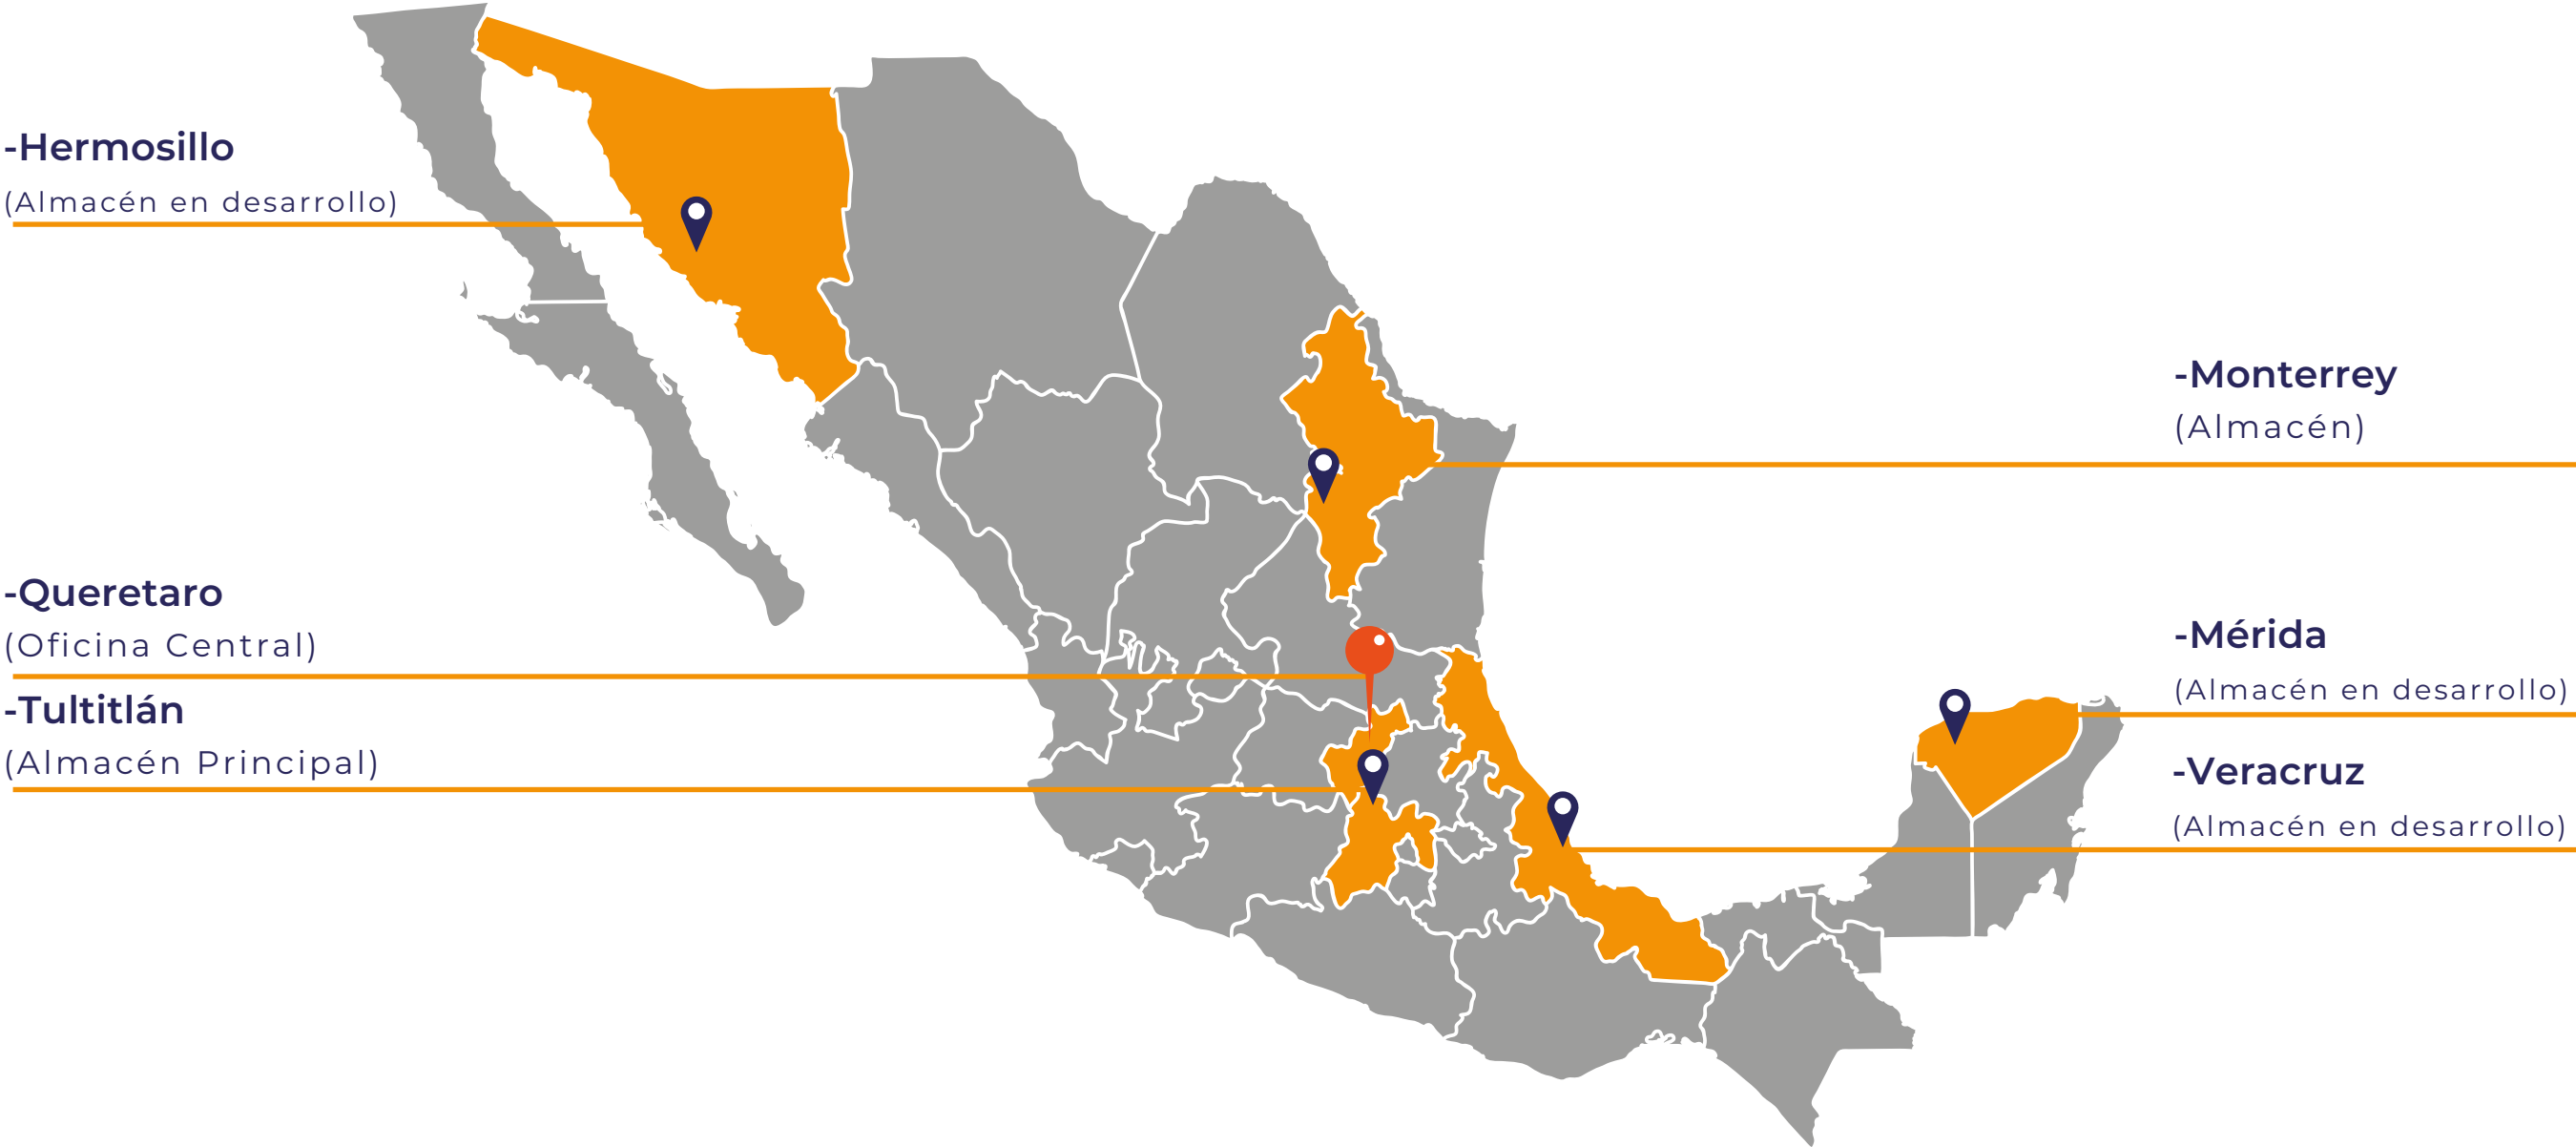 -Hermosillo
(Almacén en desarrollo)
-Queretaro
(Oficina Central)
-Tultitlán
(Almacén Principal)
-Monterrey
(Almacén)
-Mérida
(Almacén en desarrollo)
-Veracruz
(Almacén en desarrollo)